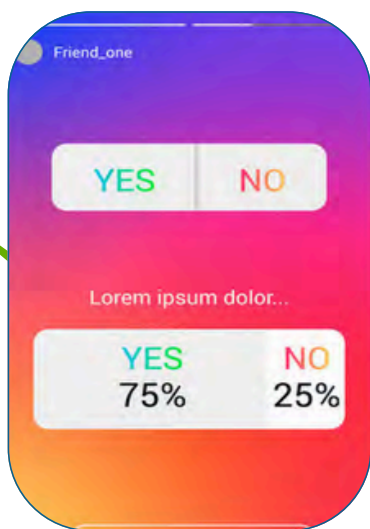 Friend_one
YES NO
Lorem ipsum dolor...
YES NO
75% 25%